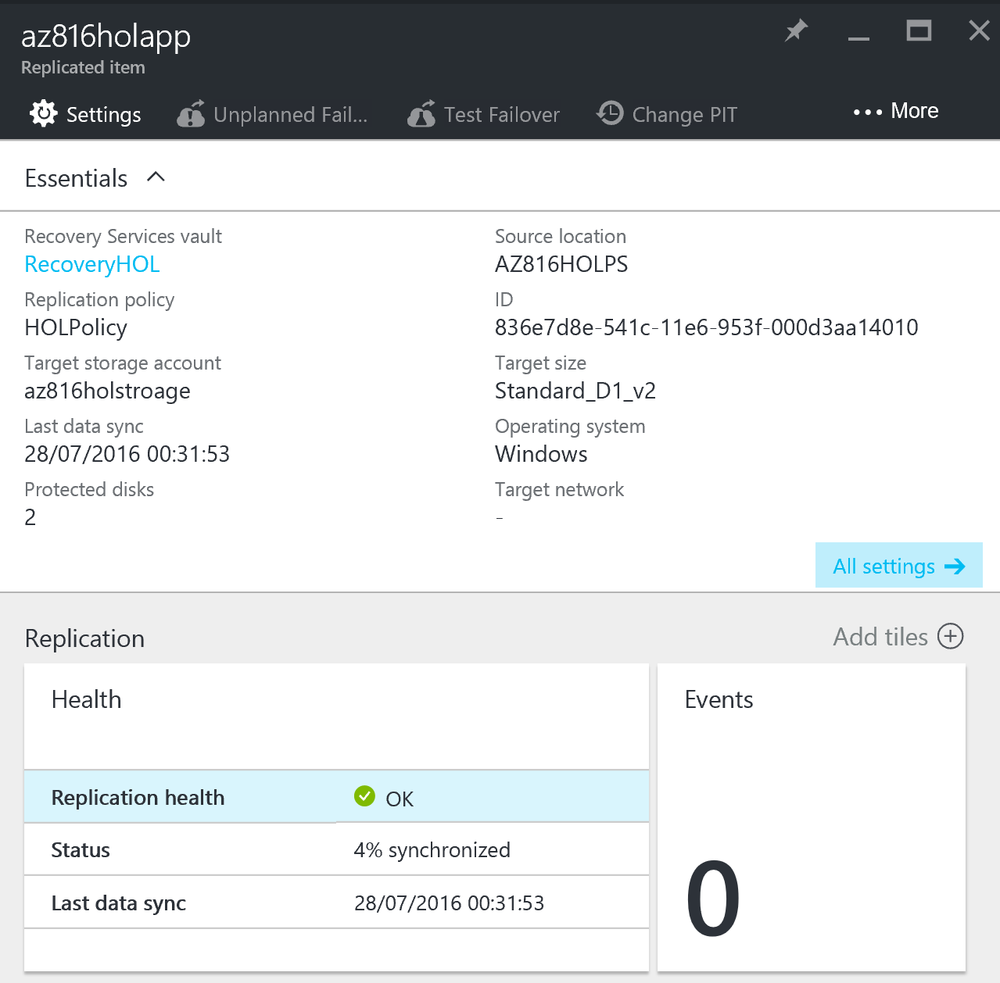 az816holapp
Replicated item
Settings Unplanned Fail... Test Failover Change PIT ••• More
Essentials
Recovery Services vault
RecoveryHOL
Source location
AZ816HOLPS
Replication policy
HOLPolicy
ID
836e7d8e-541c-11e6-953f-000d3aa14010
Target storage account
az816holstroage
Target size
Standard_D1_v2
Last data sync
28/07/2016 00:31:53
Operating system
Windows
Protected disks
2
Target network
-
All settings
Replication
Add tiles
Health
Replication health OK
Status 4% synchronized
Last data sync 28/07/2016 00:31:53
Events
0